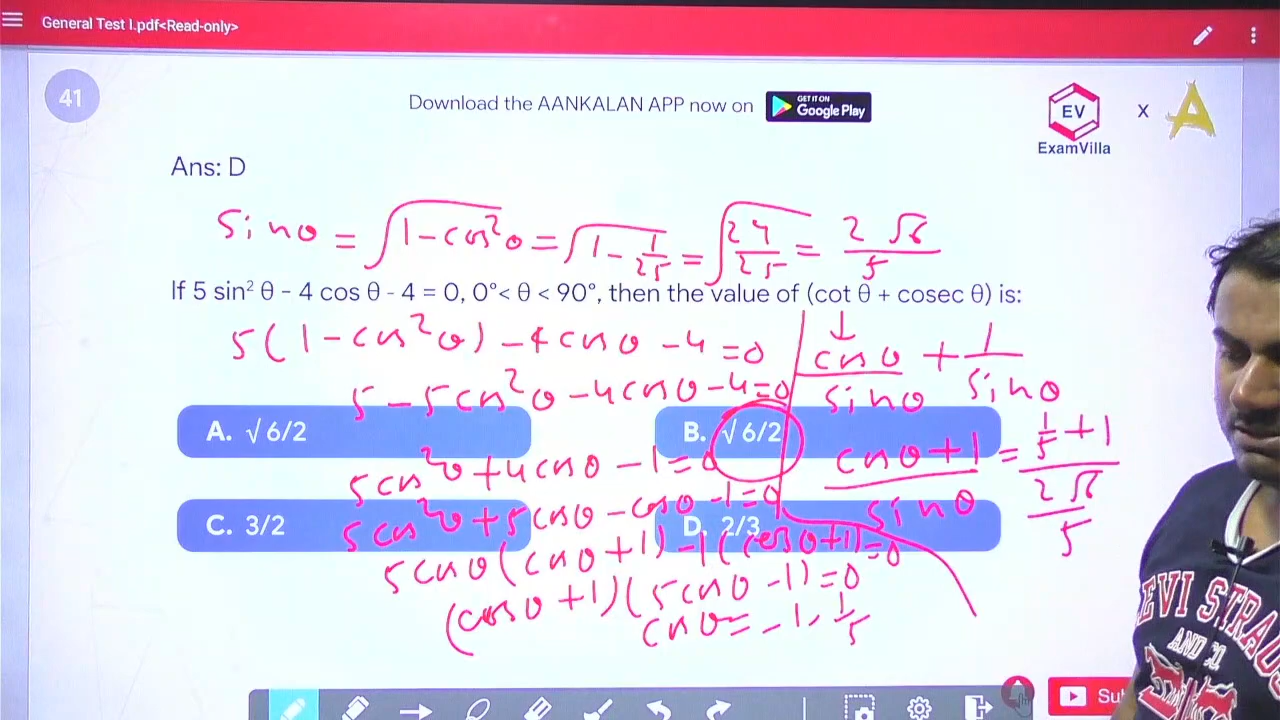 General Test I.pdf<Read-only>
41
Download the AANKALAN APP now on
GET IT ON
Google Play
EV
X
ExamVilla
Ans: D
sinθ = √1-cos²θ = √1-1/25 = √24/25 = 2√6/5
If 5 sin² θ - 4 cos θ - 4 = 0, 0°< θ < 90°, then the value of (cot θ + cosec θ) is:
5(1-cos²θ) -4cosθ -4 =0
↓
cosθ/sinθ + 1/sinθ
5-5cos²θ -4cosθ-4=0
A. √ 6/2
B. √ 6/2
5cos²θ+4cosθ -1=0
cosθ+1/sinθ = 1/5+1/2√6/5
5cos²θ+5cosθ -cosθ -1=0
C. 3/2
D. 2/3
5cosθ(cosθ+1) -1(cosθ+1)=0
(cosθ+1)(5cosθ-1)=0
cosθ= -1, 1/5
EVI STRAUS
AND
Su